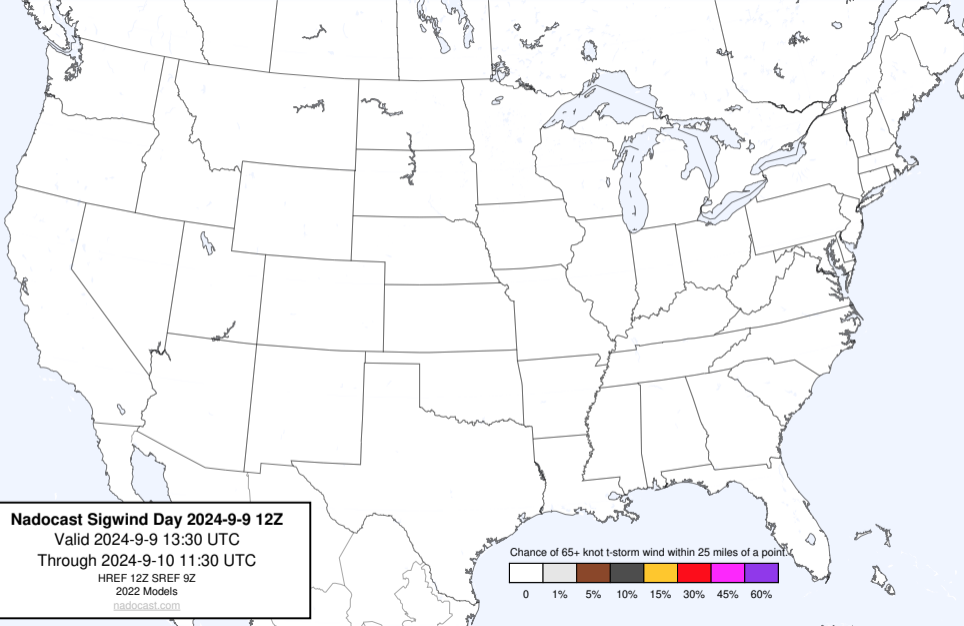 Nadocast Sigwind Day 2024-9-9 12Z
Valid 2024-9-9 13:30 UTC
Through 2024-9-10 11:30 UTC
HREF 12Z SREF 9Z
2022 Models
nadocast.com
Chance of 65+ knot t-storm wind within 25 miles of a point.
0 1% 5% 10% 15% 30% 45% 60%